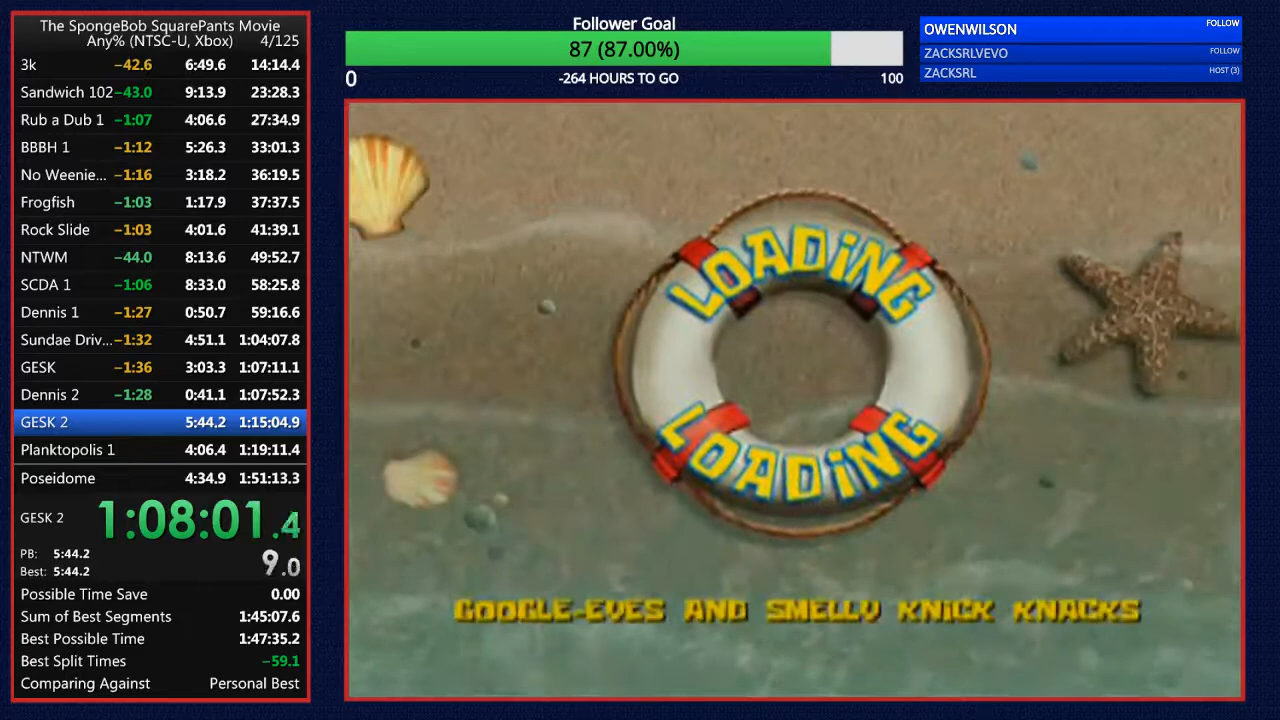 The SpongeBob SquarePants Movie
Any% (NTSC-U, Xbox) 4/125
3k −42.6 6:49.6 14:14.4
Sandwich 102 −43.0 9:13.9 23:28.3
Rub a Dub 1 −1:07 4:06.6 27:34.9
BBBH 1 −1:12 5:26.3 33:01.3
No Weenie... −1:16 3:18.2 36:19.5
Frogfish −1:03 1:17.9 37:37.5
Rock Slide −1:03 4:01.6 41:39.1
NTWM −44.0 8:13.6 49:52.7
SCDA 1 −1:06 8:33.0 58:25.8
Dennis 1 −1:27 0:50.7 59:16.6
Sundae Driv... −1:32 4:51.1 1:04:07.8
GESK −1:36 3:03.3 1:07:11.1
Dennis 2 −1:28 0:41.1 1:07:52.3
GESK 2 5:44.2 1:15:04.9
Planktopolis 1 4:06.4 1:19:11.4
Poseidome 4:34.9 1:51:13.3
GESK 2 1:08:01.4
PB: 5:44.2
Best: 5:44.2 9.0
Possible Time Save 0.00
Sum of Best Segments 1:45:07.6
Best Possible Time 1:47:35.2
Best Split Times −59.1
Comparing Against Personal Best
Follower Goal
87 (87.00%)
0 -264 HOURS TO GO 100
OWENWILSON FOLLOW
ZACKSRLVEVO FOLLOW
ZACKSRL HOST (3)
LOADING
LOADING
GOOGLE-EYES AND SMELLY KNICK KNACKS